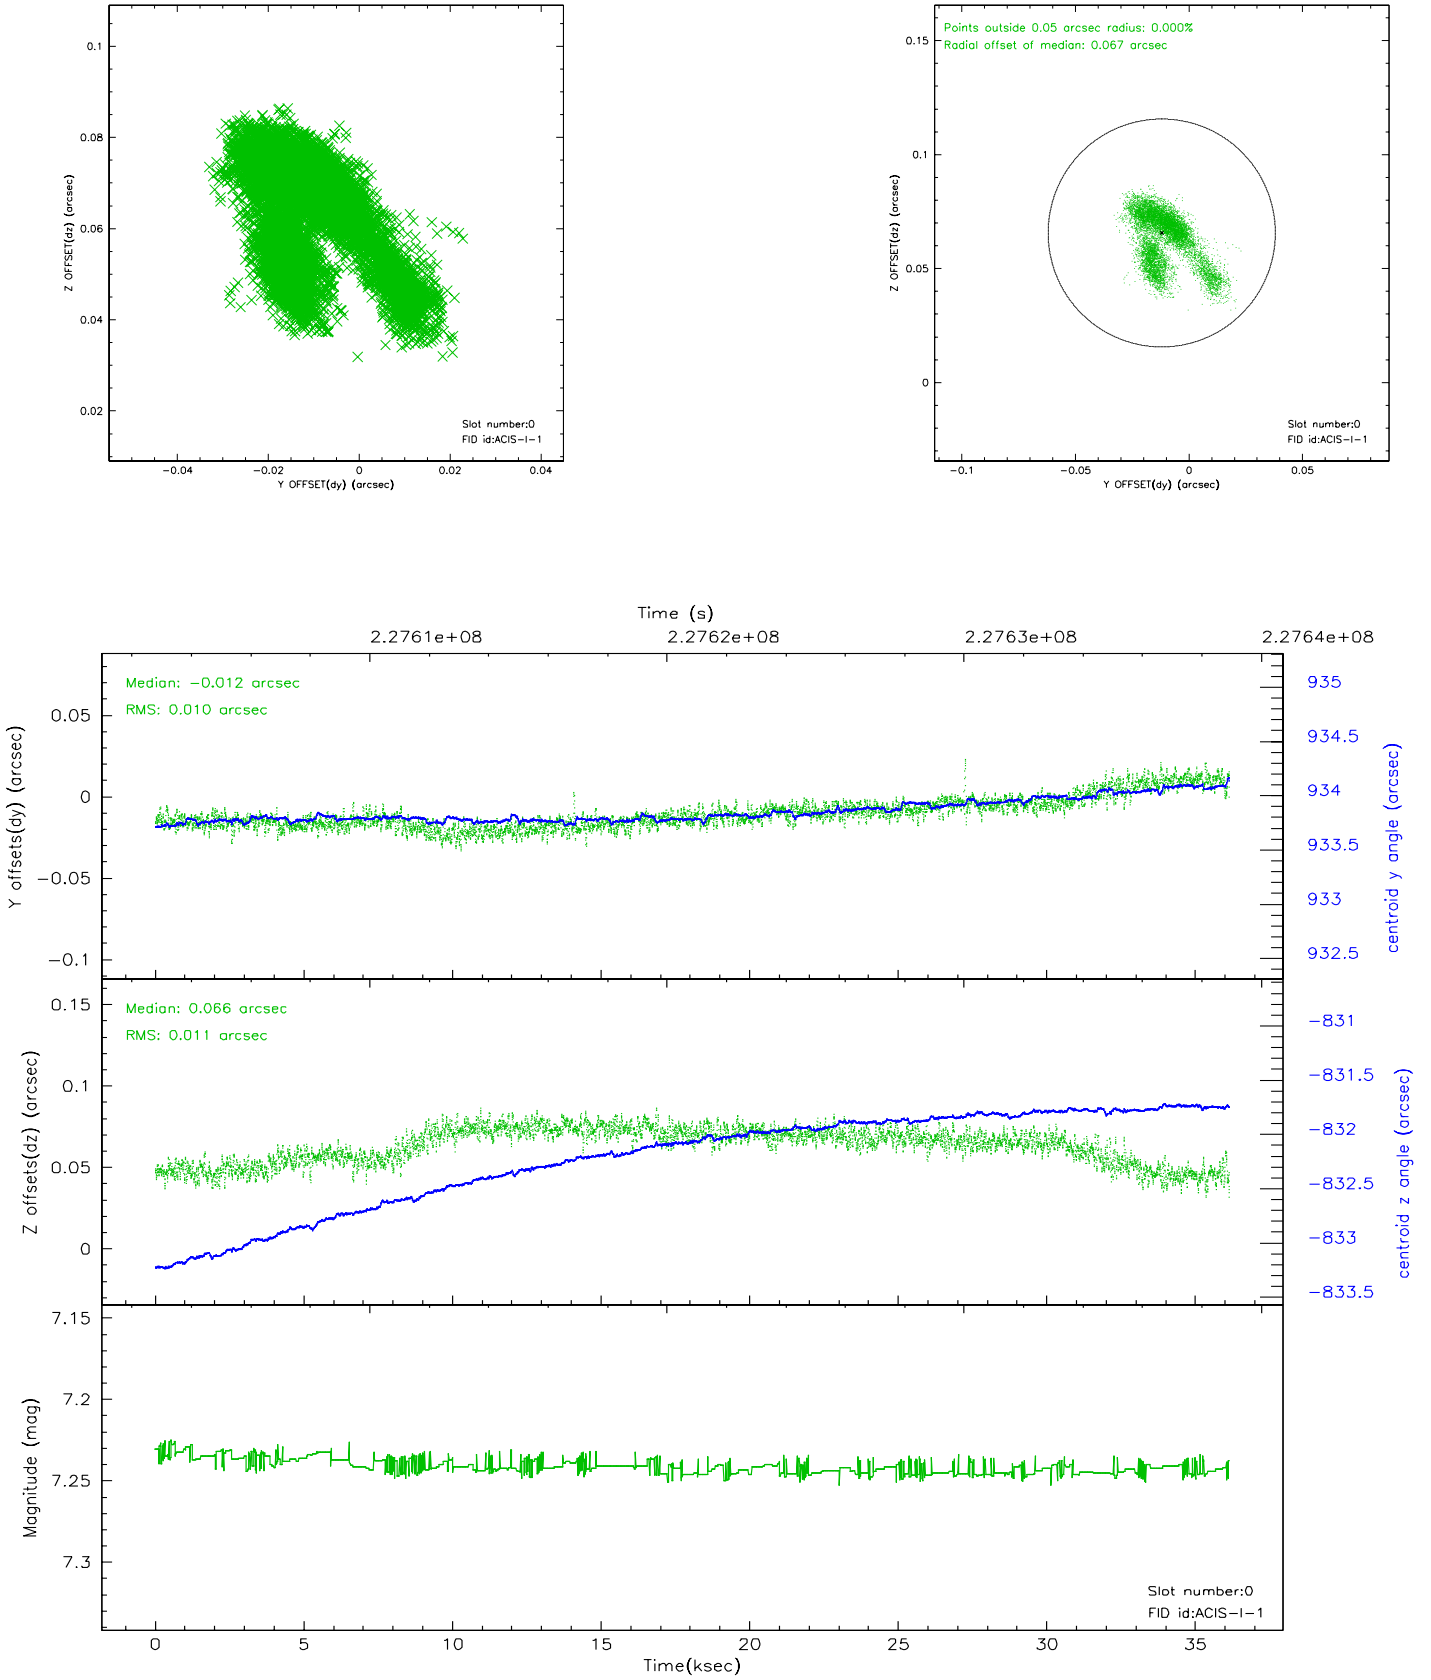 0.1
0.08
0.06
0.04
0.02
Z OFFSET(dz) (arcsec)
Slot number:0
FID id:ACIS-I-1
-0.04 -0.02 0 0.02 0.04
Y OFFSET(dy) (arcsec)
Points outside 0.05 arcsec radius: 0.000%
Radial offset of median: 0.067 arcsec
0.15
0.1
0.05
0
Z OFFSET(dz) (arcsec)
Slot number:0
FID id:ACIS-I-1
-0.1 -0.05 0 0.05
Y OFFSET(dy) (arcsec)
Time (s)
2.2761e+08 2.2762e+08 2.2763e+08 2.2764e+08
Median: -0.012 arcsec
RMS: 0.010 arcsec
0.05
0
-0.05
-0.1
Y offsets(dy) (arcsec)
935
934.5
934
933.5
933
932.5
centroid y angle (arcsec)
Median: 0.066 arcsec
RMS: 0.011 arcsec
0.15
0.1
0.05
0
Z offsets(dz) (arcsec)
-831
-831.5
-832
-832.5
-833
-833.5
centroid z angle (arcsec)
7.15
7.2
7.25
7.3
Magnitude (mag)
Slot number:0
FID id:ACIS-I-1
0 5 10 15 20 25 30 35
Time(ksec)